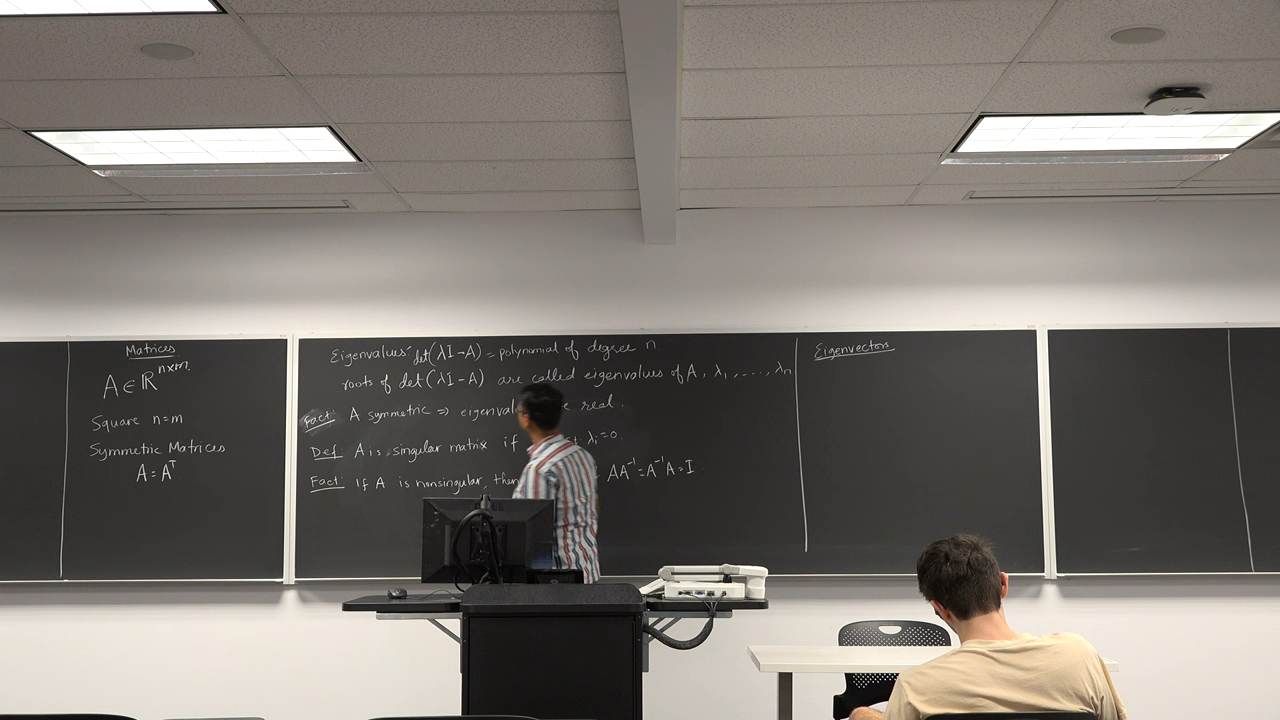 Matrices
A ∈ ℝ^{n×m}
Square n=m
Symmetric Matrices
A = A^T
Eigenvalues: det(λI-A) = polynomial of degree n
roots of det(λI-A) are called eigenvalues of A, λ₁, ...., λₙ
Fact: A symmetric ⇒ real.
Def A is singular matrix if λᵢ=0.
Fact: If A is nonsingular, then AA⁻¹=A⁻¹A=I
Eigenvectors